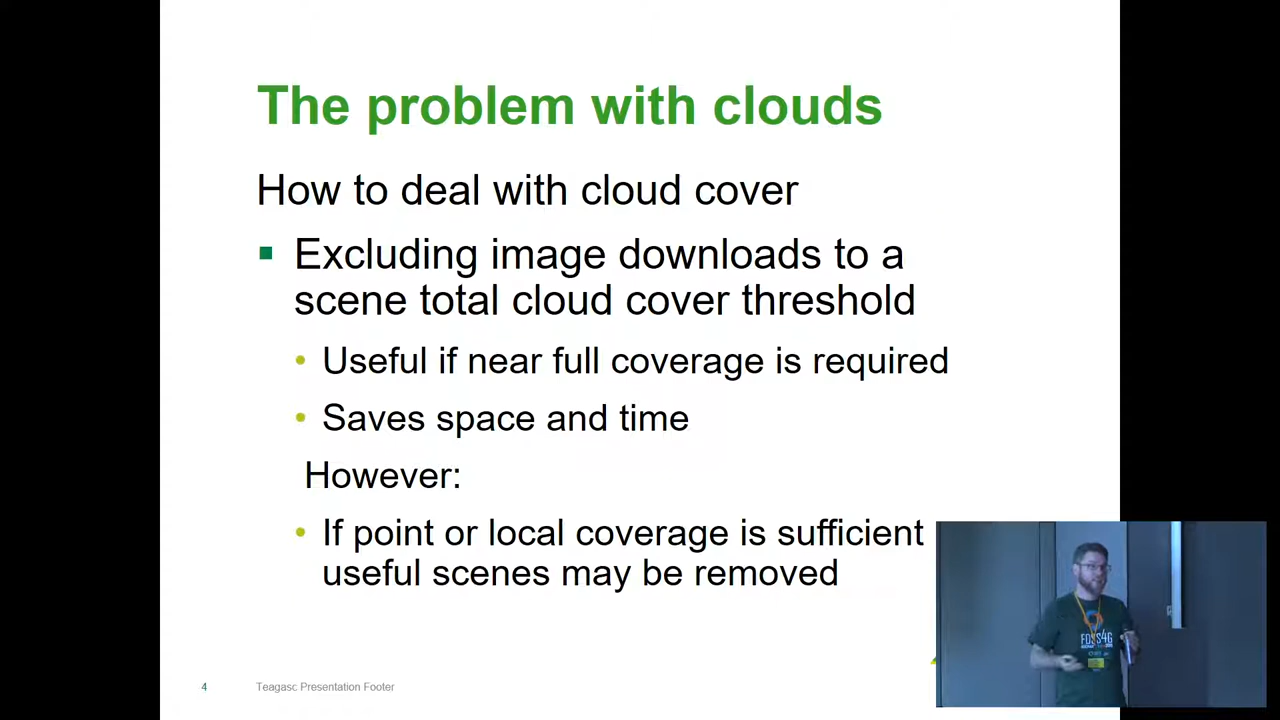 The problem with clouds
How to deal with cloud cover
Excluding image downloads to a
scene total cloud cover threshold
Useful if near full coverage is required
Saves space and time
However:
If point or local coverage is sufficient
useful scenes may be removed
4
Teagasc Presentation Footer
FOSS4G